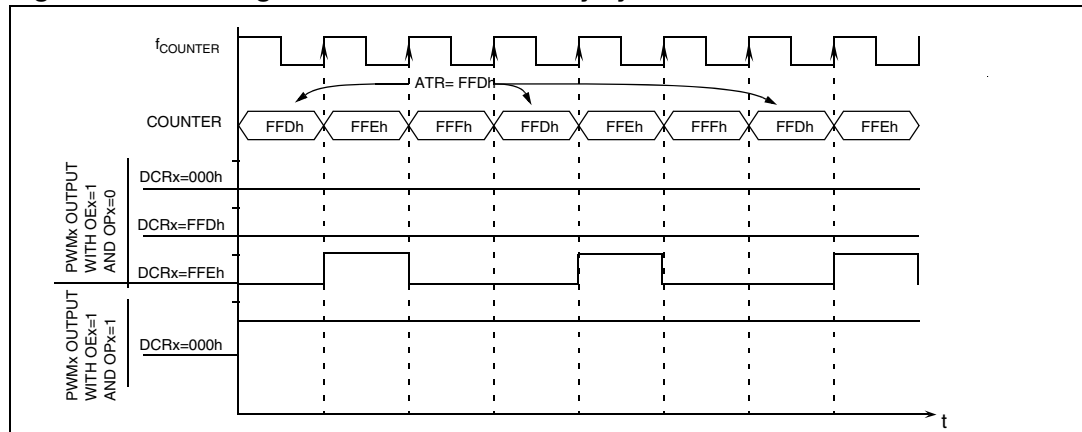 fCOUNTER
ATR= FFDh
COUNTER
FFDh FFEh FFFh FFDh FFEh FFFh FFDh FFEh
PWMx OUTPUT
WITH OEx=1
AND OPx=0
DCRx=000h
DCRx=FFDh
DCRx=FFEh
PWMx OUTPUT
WITH OEx=1
AND OPx=1
DCRx=000h
t